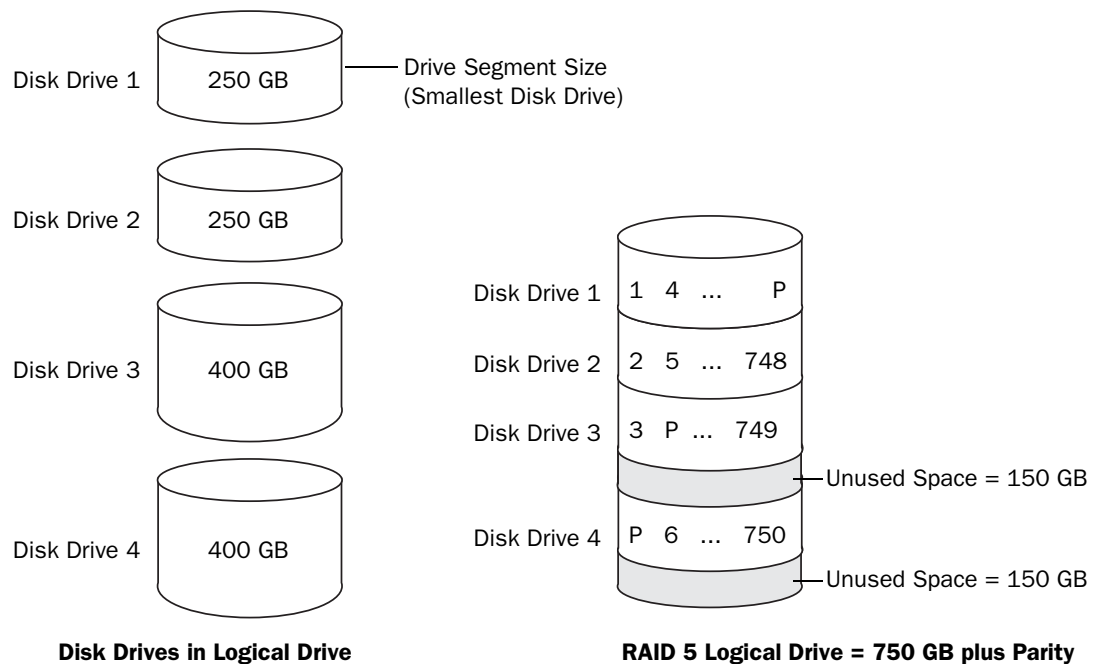 Disk Drive 1
250 GB
Drive Segment Size
(Smallest Disk Drive)
Disk Drive 2
250 GB
Disk Drive 3
400 GB
Disk Drive 4
400 GB
Disk Drives in Logical Drive
Disk Drive 1
1 4 ... P
Disk Drive 2
2 5 ... 748
Disk Drive 3
3 P ... 749
Unused Space = 150 GB
Disk Drive 4
P 6 ... 750
Unused Space = 150 GB
RAID 5 Logical Drive = 750 GB plus Parity